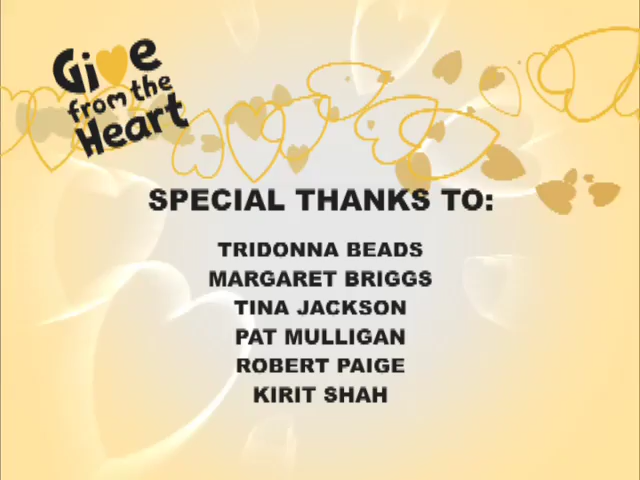 Give
from the
Heart
SPECIAL THANKS TO:
TRIDONNA BEADS
MARGARET BRIGGS
TINA JACKSON
PAT MULLIGAN
ROBERT PAIGE
KIRIT SHAH